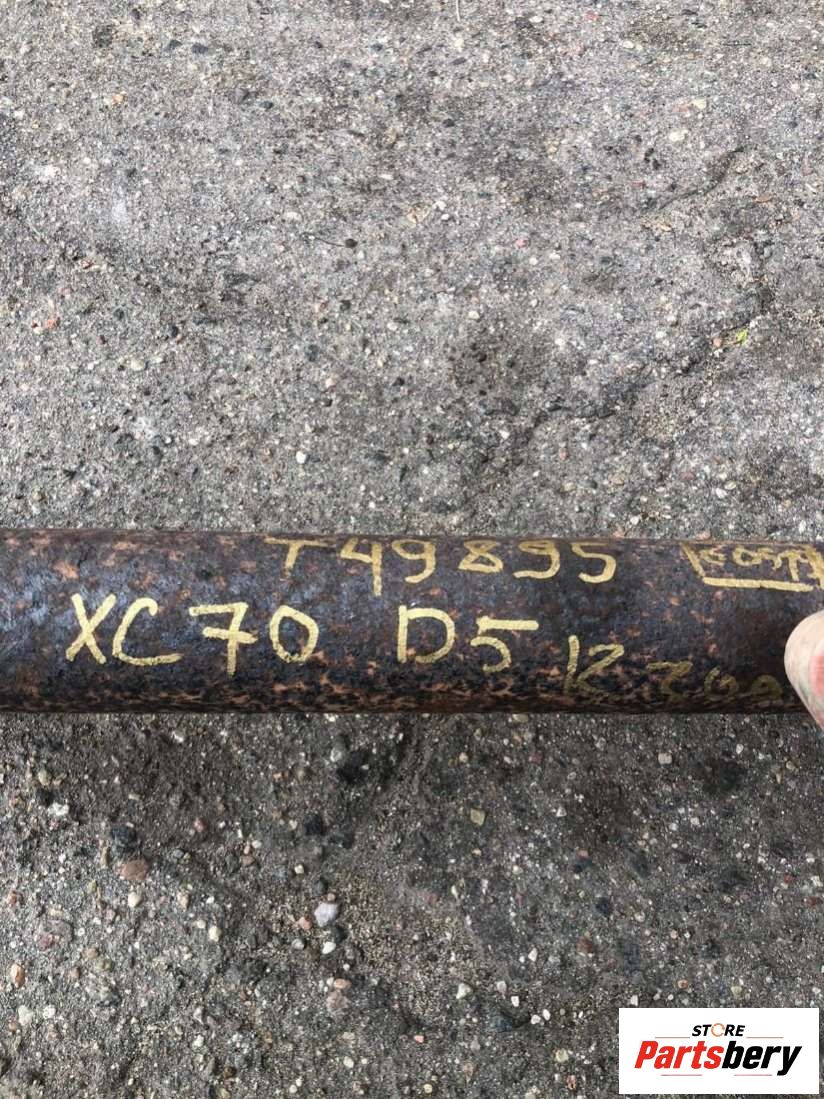 T49895
XC70 D5
STORE
Partsbery